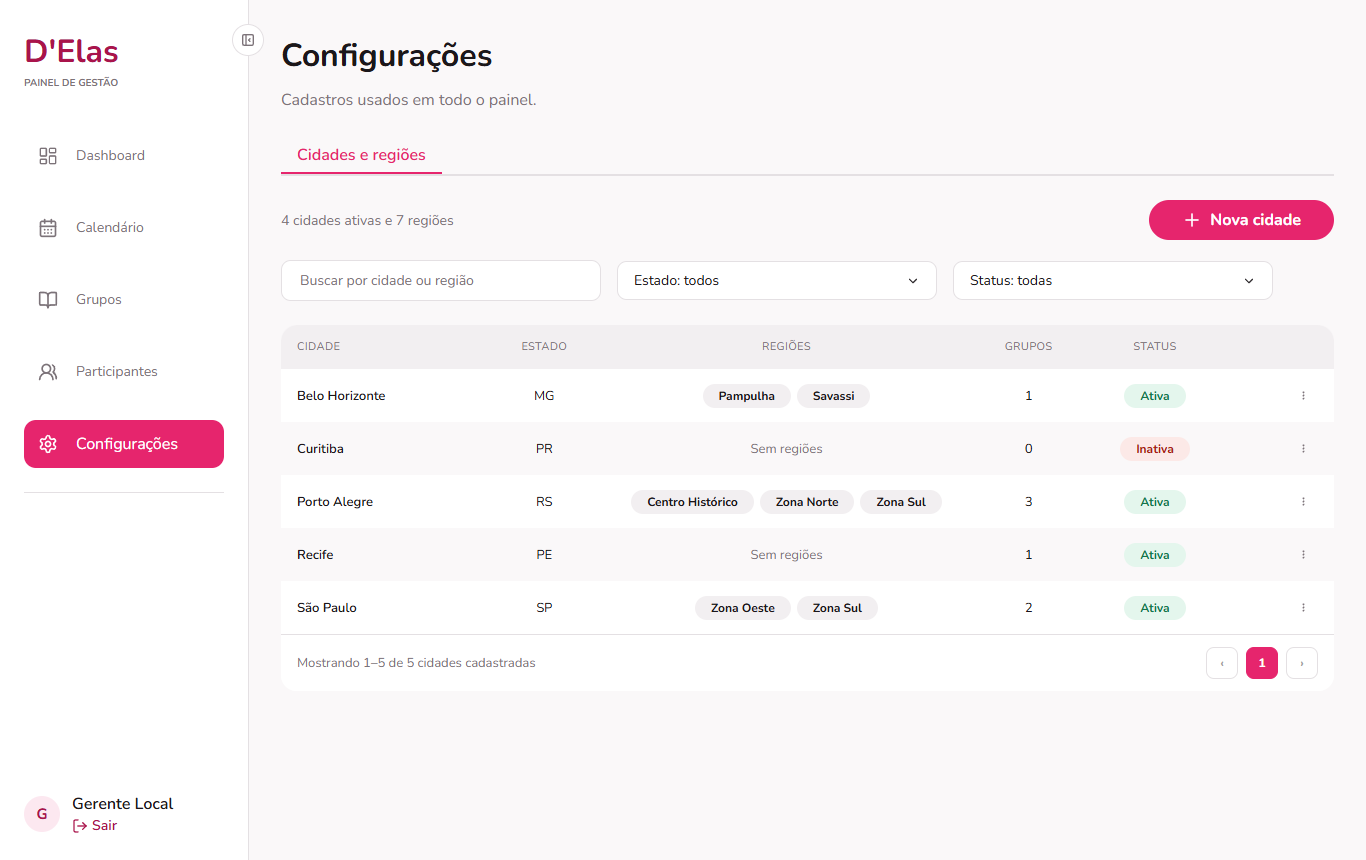 D'Elas
PAINEL DE GESTÃO
Dashboard
Calendário
Grupos
Participantes
Configurações
Gerente Local
G
Sair
Configurações
Cadastros usados em todo o painel.
Cidades e regiões
4 cidades ativas e 7 regiões
Nova cidade
Buscar por cidade ou região
Estado: todos
Status: todas
CIDADE ESTADO REGIÕES GRUPOS STATUS
Belo Horizonte MG Pampulha Savassi 1 Ativa
Curitiba PR Sem regiões 0 Inativa
Porto Alegre RS Centro Histórico Zona Norte Zona Sul 3 Ativa
Recife PE Sem regiões 1 Ativa
São Paulo SP Zona Oeste Zona Sul 2 Ativa
Mostrando 1–5 de 5 cidades cadastradas ‹ 1 ›